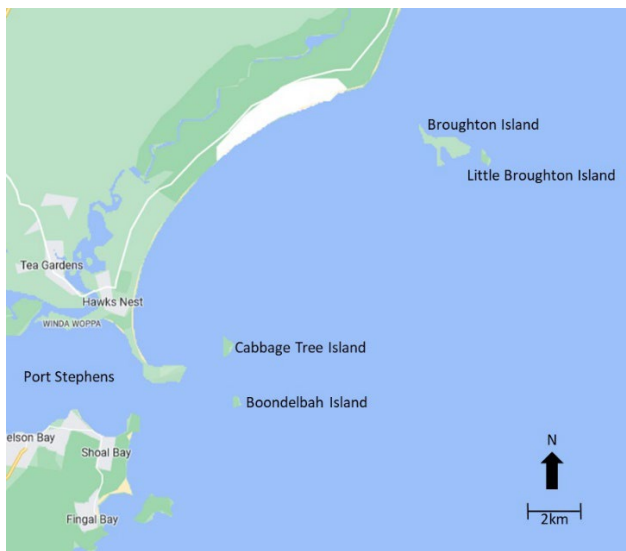 Broughton Island
Little Broughton Island
Tea Gardens
Hawks Nest
WINDA WOPPA
Cabbage Tree Island
Port Stephens
Boondelbah Island
elson Bay
Shoal Bay
N
Fingal Bay
2km